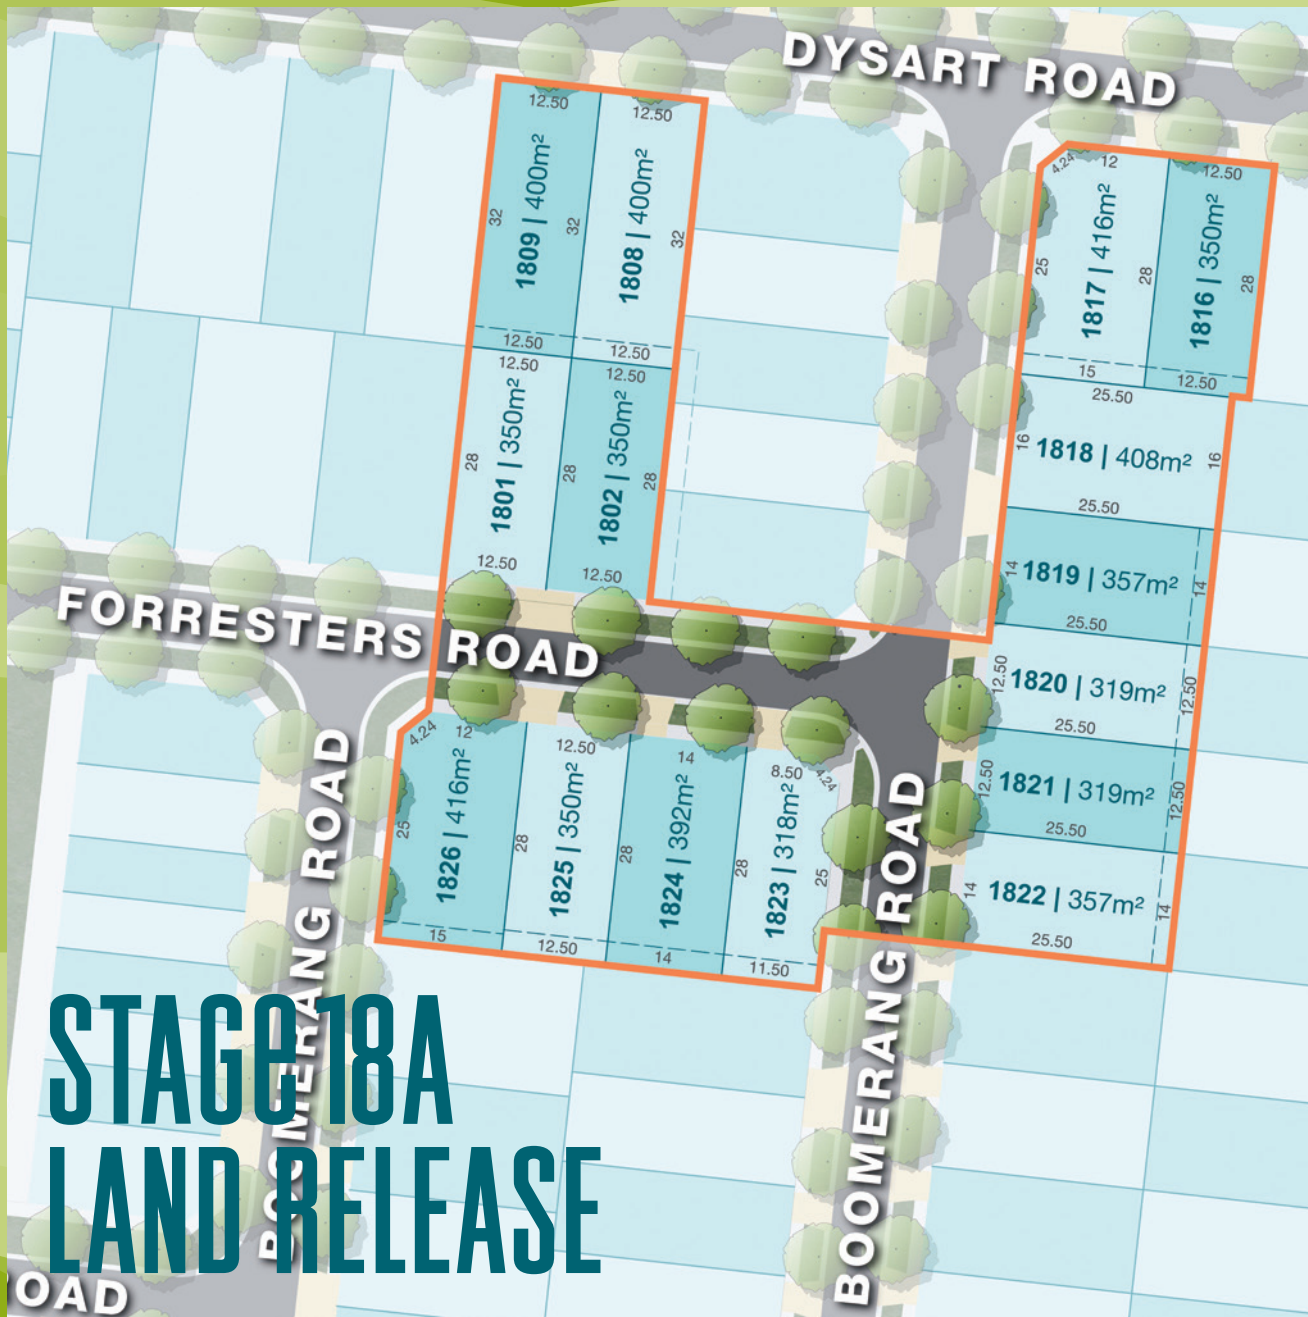 DYSART ROAD
12.50
12.50
32
1809 | 400m²
32
1808 | 400m²
32
12.50
12.50
12.50
12.50
28
1801 | 350m²
28
1802 | 350m²
28
12.50
12.50
4.24
12
12.50
25
1817 | 416m²
28
1816 | 350m²
28
15
12.50
25.50
16
1818 | 408m²
16
25.50
14
1819 | 357m²
14
25.50
12.50
1820 | 319m²
12.50
25.50
12.50
1821 | 319m²
12.50
25.50
14
1822 | 357m²
14
25.50
FORRESTERS ROAD
4.24
12
12.50
14
8.50
4.24
25
1826 | 416m²
28
1825 | 350m²
28
1824 | 392m²
28
1823 | 318m²
25
15
12.50
14
11.50
BOOMERANG ROAD
BOOMERANG ROAD
STAGE 18A
LAND RELEASE
ROAD